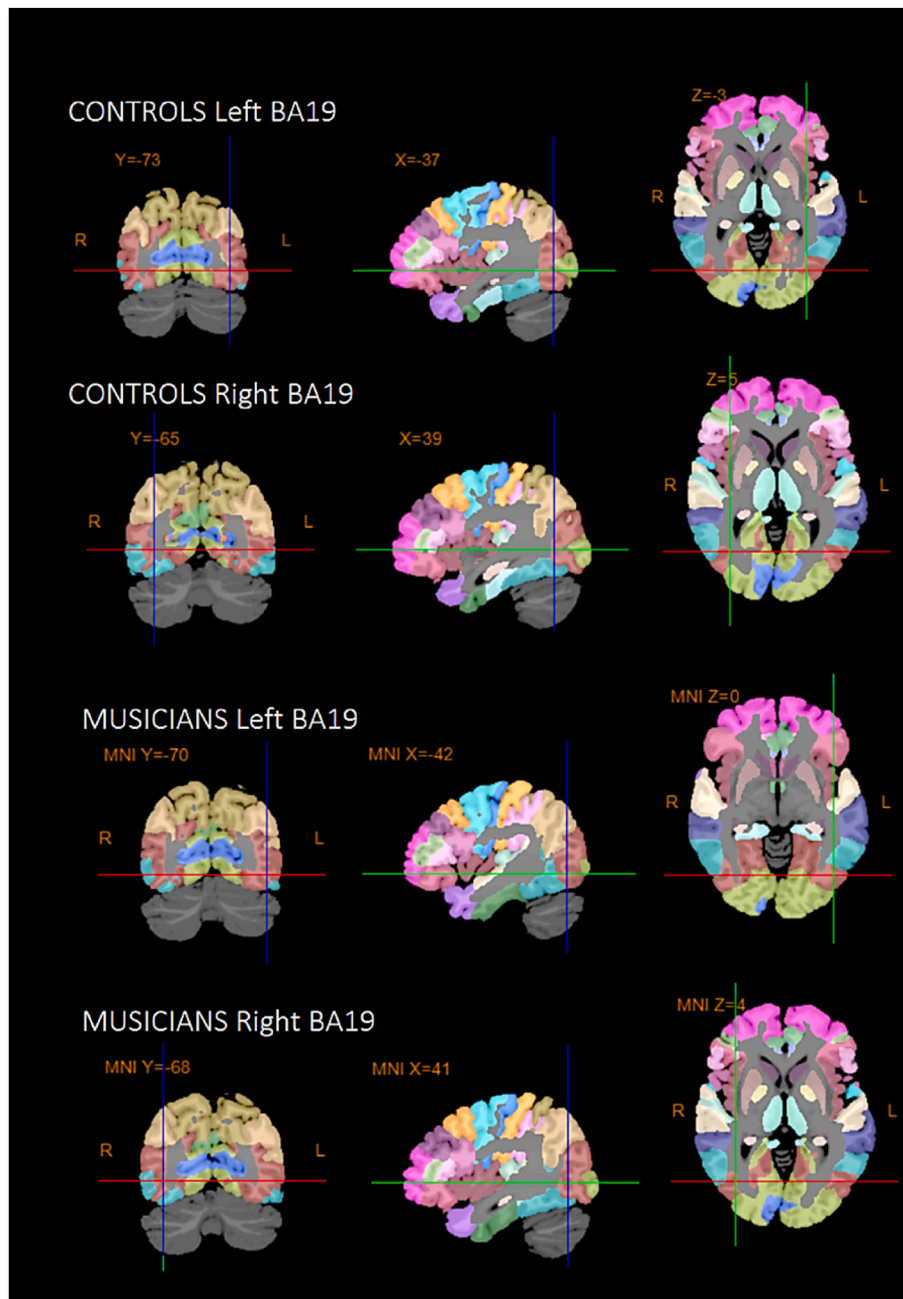 CONTROLS Left BA19
Z=-3
Y=-73
X=-37
R
L
R
L
CONTROLS Right BA19
Z=5
Y=-65
X=39
R
L
R
L
MUSICIANS Left BA19
MNI Z=0
MNI Y=-70
MNI X=-42
R
L
R
L
MUSICIANS Right BA19
MNI Z=4
MNI Y=-68
MNI X=41
R
L
R
L